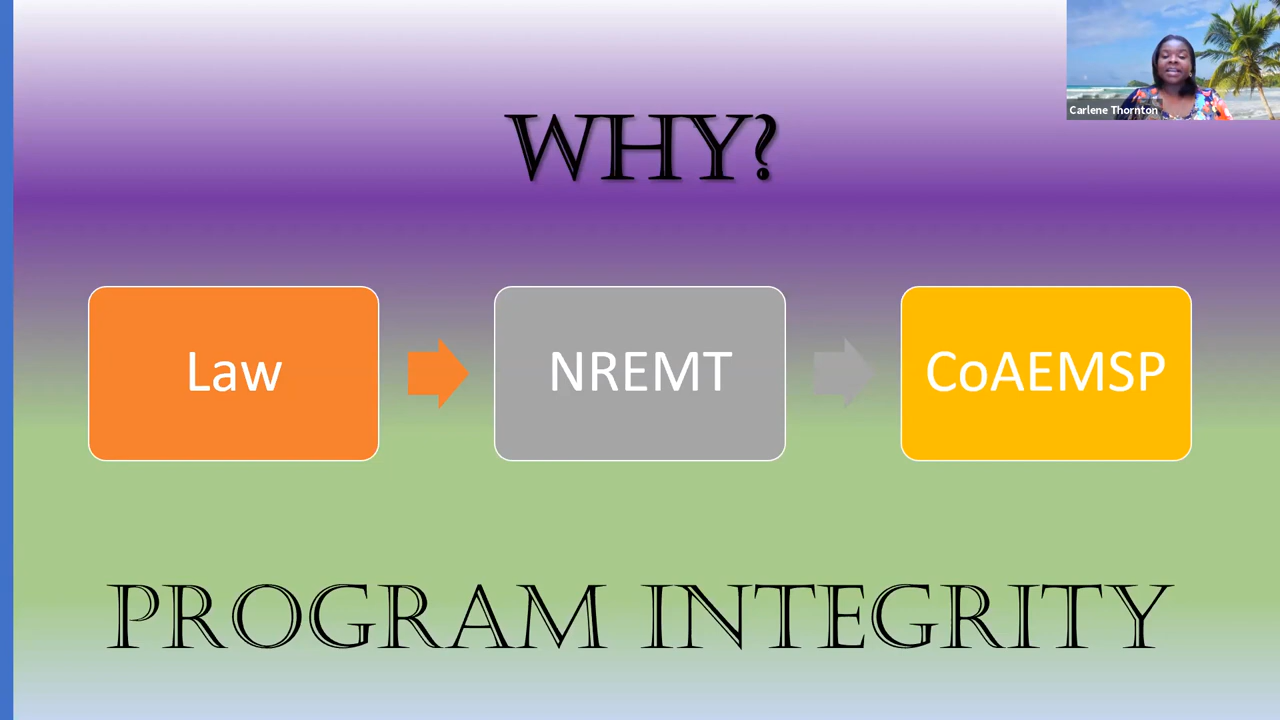 Carlene Thornton
WHY?
Law
NREMT
CoAEMSP
PROGRAM INTEGRITY